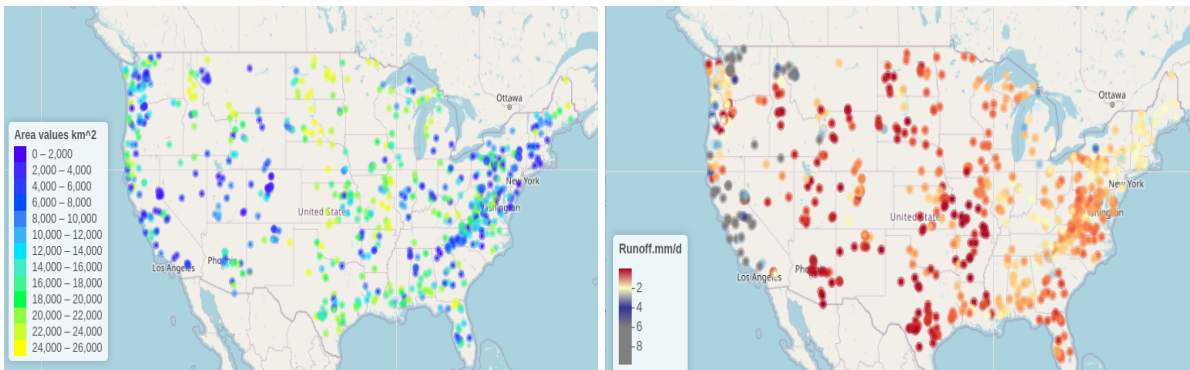 Ottawa
Area values km^2
0 – 2,000
2,000 – 4,000
4,000 – 6,000
6,000 – 8,000
8,000 – 10,000
10,000 – 12,000
12,000 – 14,000
14,000 – 16,000
16,000 – 18,000
18,000 – 20,000
20,000 – 22,000
22,000 – 24,000
24,000 – 26,000
New York
United States
Los Angeles
Ottawa
New York
United States
Runoff.mm/d
2
4
6
8
Los Angeles